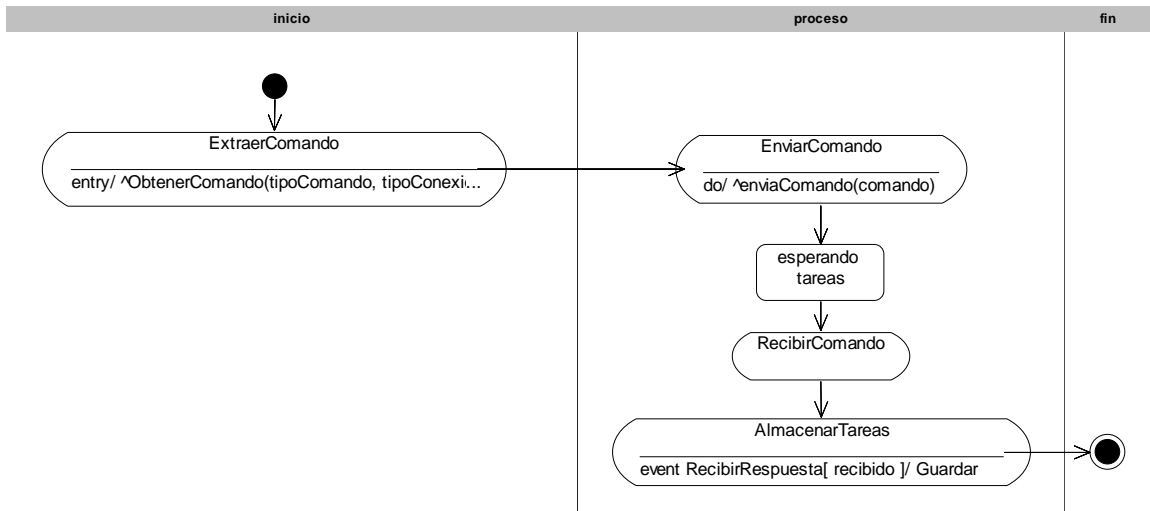 inicio
proceso
fin
ExtraerComando
entry/ ^ObtenerComando(tipoComando, tipoConexi...
EnviarComando
do/ ^enviaComando(comando)
esperando
tareas
RecibirComando
AlmacenarTareas
event RecibirRespuesta[ recibido ]/ Guardar